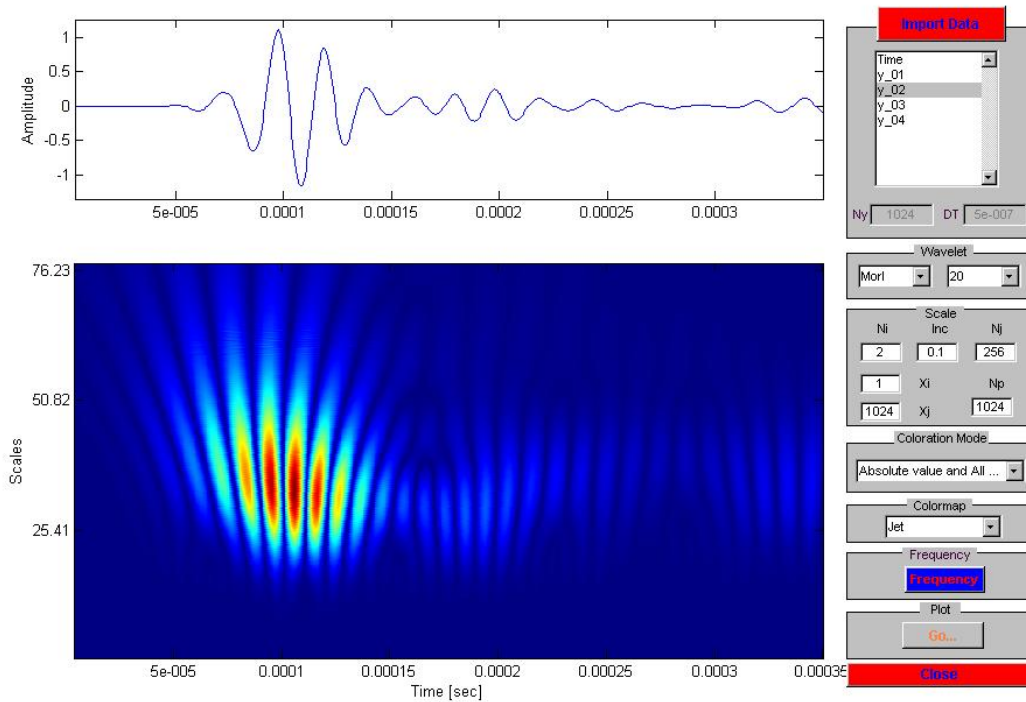 1
0.5
0
-0.5
-1
Amplitude
5e-005 0.0001 0.00015 0.0002 0.00025 0.0003
76.23
50.82
25.41
Scales
5e-005 0.0001 0.00015 0.0002 0.00025 0.0003 0.00035
Time [sec]
Import Data
Time
y_01
y_02
y_03
y_04
Ny 1024 DT 5e-007
Wavelet
Morl 20
Scale
Ni Inc Nj
2 0.1 256
1 Xi Np
1024 Xj 1024
Coloration Mode
Absolute value and All ...
Colormap
Jet
Frequency
Frequency
Plot
Go...
Close